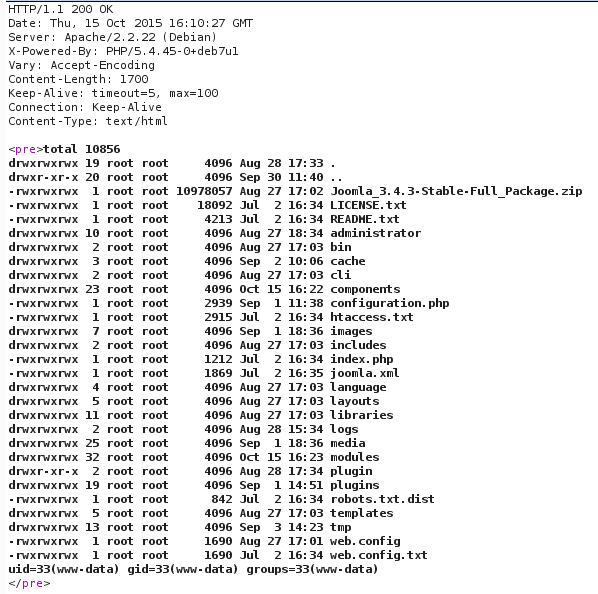 HTTP/1.1 200 OK
Date: Thu, 15 Oct 2015 16:10:27 GMT
Server: Apache/2.2.22 (Debian)
X-Powered-By: PHP/5.4.45-0+deb7u1
Vary: Accept-Encoding
Content-Length: 1700
Keep-Alive: timeout=5, max=100
Connection: Keep-Alive
Content-Type: text/html

<pre>total 10856
drwxrwxrwx 19 root root     4096 Aug 28 17:33 .
drwxr-xr-x 20 root root     4096 Sep 30 11:40 ..
-rwxrwxrwx  1 root root 10978057 Aug 27 17:02 Joomla_3.4.3-Stable-Full_Package.zip
-rwxrwxrwx  1 root root    18092 Jul  2 16:34 LICENSE.txt
-rwxrwxrwx  1 root root     4213 Jul  2 16:34 README.txt
drwxrwxrwx 10 root root     4096 Aug 27 18:34 administrator
drwxrwxrwx  2 root root     4096 Aug 27 17:03 bin
drwxrwxrwx  3 root root     4096 Sep  2 10:06 cache
drwxrwxrwx  2 root root     4096 Aug 27 17:03 cli
drwxrwxrwx 23 root root     4096 Oct 15 16:22 components
-rwxrwxrwx  1 root root     2939 Sep  1 11:38 configuration.php
-rwxrwxrwx  1 root root     2915 Jul  2 16:34 htaccess.txt
drwxrwxrwx  7 root root     4096 Sep  1 18:36 images
drwxrwxrwx  2 root root     4096 Aug 27 17:03 includes
-rwxrwxrwx  1 root root     1212 Jul  2 16:34 index.php
-rwxrwxrwx  1 root root     1869 Jul  2 16:35 joomla.xml
drwxrwxrwx  4 root root     4096 Aug 27 17:03 language
drwxrwxrwx  5 root root     4096 Aug 27 17:03 layouts
drwxrwxrwx 11 root root     4096 Aug 27 17:03 libraries
drwxrwxrwx  2 root root     4096 Aug 28 15:34 logs
drwxrwxrwx 25 root root     4096 Sep  1 18:36 media
drwxrwxrwx 32 root root     4096 Oct 15 16:23 modules
drwxr-xr-x  2 root root     4096 Aug 28 17:34 plugin
drwxrwxrwx 19 root root     4096 Sep  1 14:51 plugins
-rwxrwxrwx  1 root root      842 Jul  2 16:34 robots.txt.dist
drwxrwxrwx  5 root root     4096 Aug 27 17:03 templates
drwxrwxrwx 13 root root     4096 Sep  3 14:23 tmp
-rwxrwxrwx  1 root root     1690 Aug 27 17:01 web.config
-rwxrwxrwx  1 root root     1690 Jul  2 16:34 web.config.txt
uid=33(www-data) gid=33(www-data) groups=33(www-data)
</pre>